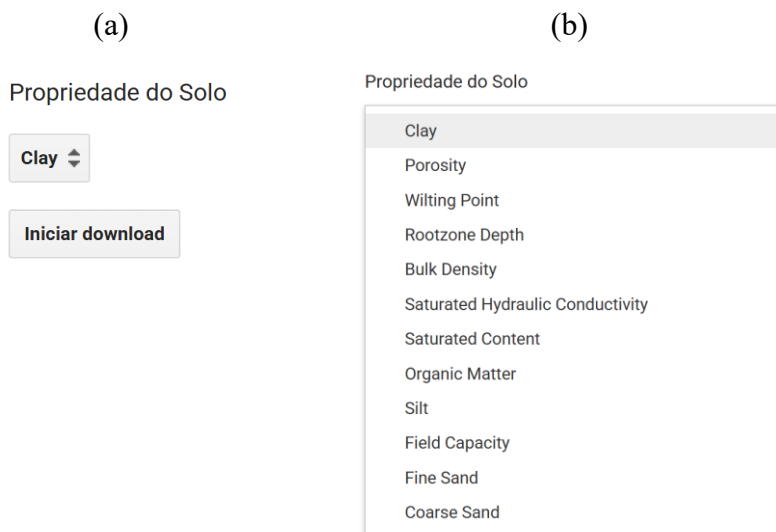 (a)
Propriedade do Solo
Clay
Iniciar download
(b)
Propriedade do Solo
Clay
Porosity
Wilting Point
Rootzone Depth
Bulk Density
Saturated Hydraulic Conductivity
Saturated Content
Organic Matter
Silt
Field Capacity
Fine Sand
Coarse Sand